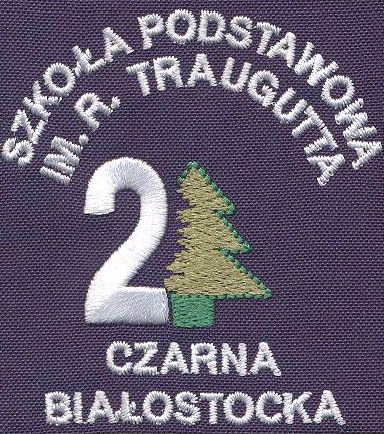 SZKOŁA PODSTAWOWA
IM. R. TRAUGUTTA
2
CZARNA
BIAŁOSTOCKA